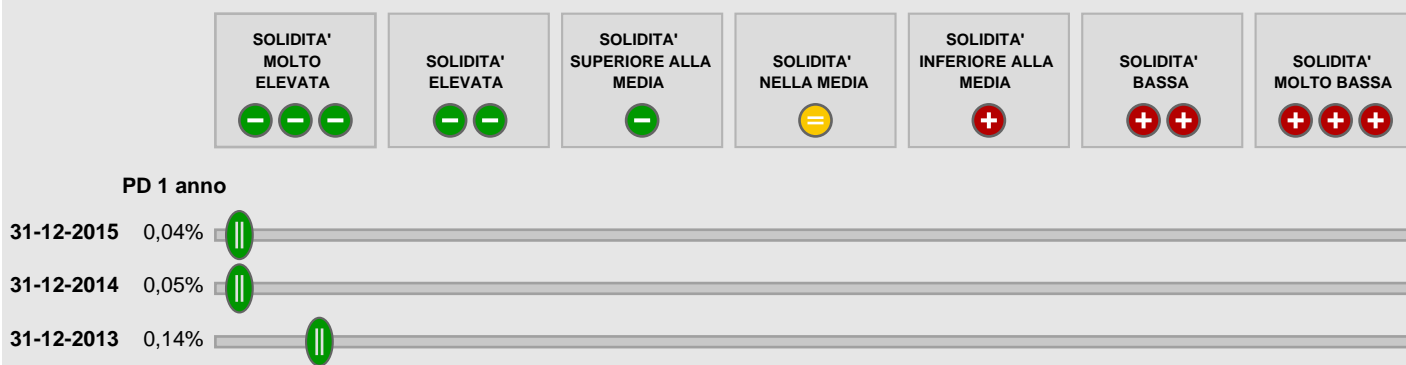 SOLIDITA'
MOLTO
ELEVATA
SOLIDITA'
ELEVATA
SOLIDITA'
SUPERIORE ALLA
MEDIA
SOLIDITA'
NELLA MEDIA
SOLIDITA'
INFERIORE ALLA
MEDIA
SOLIDITA'
BASSA
SOLIDITA'
MOLTO BASSA
PD 1 anno
31-12-2015 0,04%
31-12-2014 0,05%
31-12-2013 0,14%